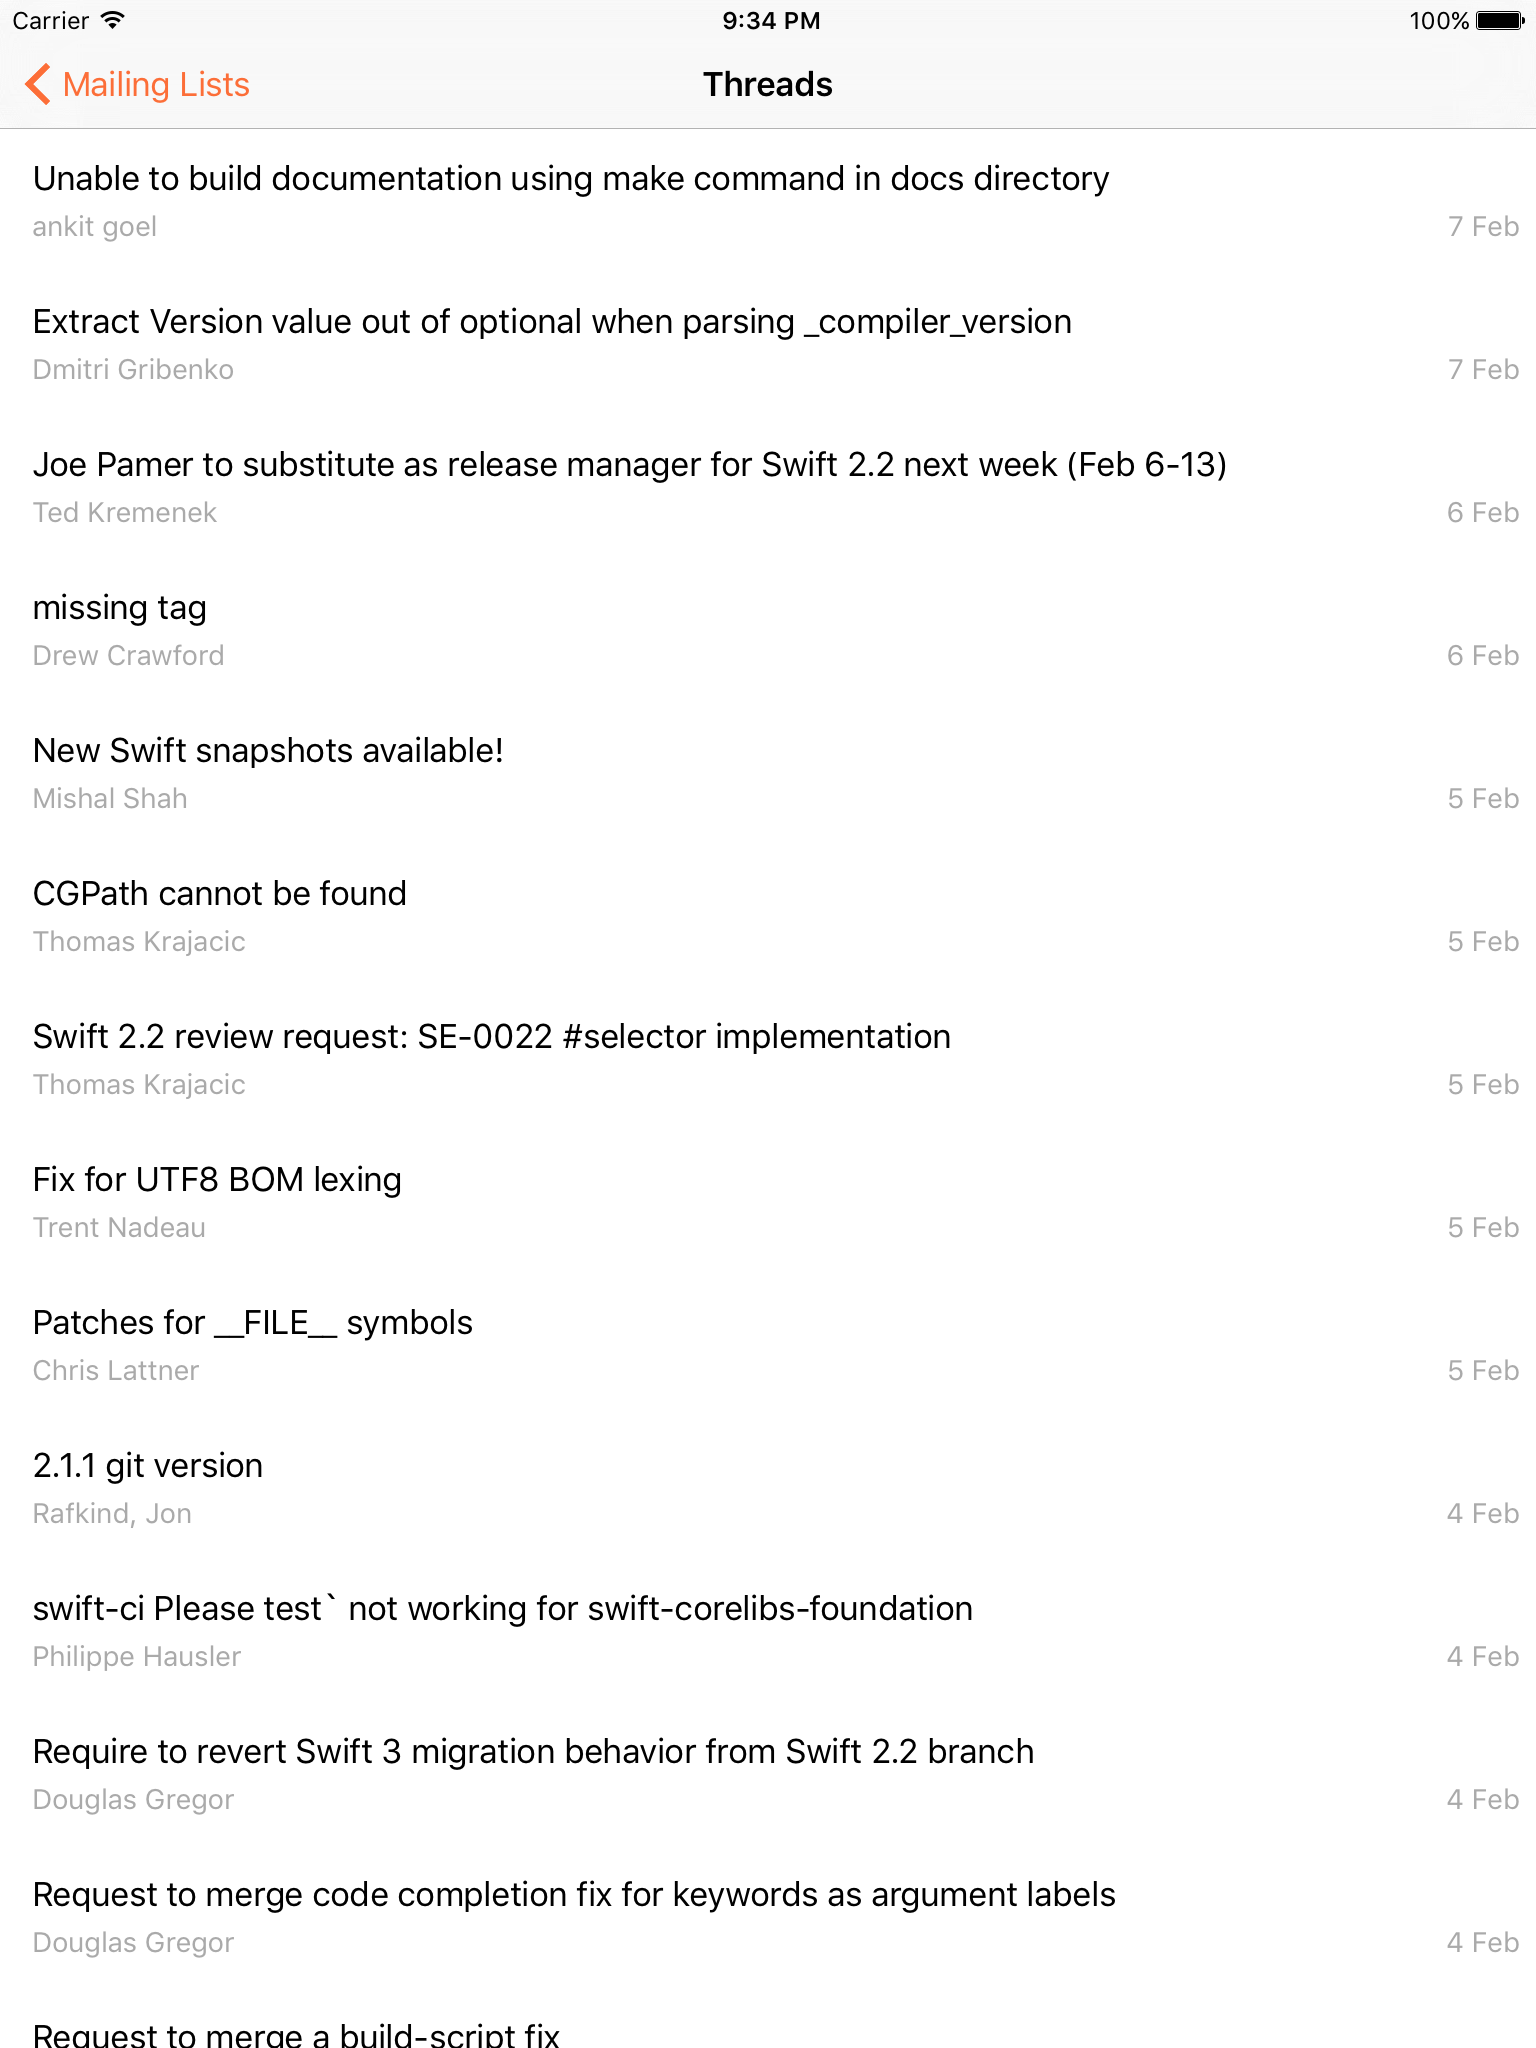 Carrier 9:34 PM 100%
Mailing Lists Threads
Unable to build documentation using make command in docs directory
ankit goel 7 Feb
Extract Version value out of optional when parsing _compiler_version
Dmitri Gribenko 7 Feb
Joe Pamer to substitute as release manager for Swift 2.2 next week (Feb 6-13)
Ted Kremenek 6 Feb
missing tag
Drew Crawford 6 Feb
New Swift snapshots available!
Mishal Shah 5 Feb
CGPath cannot be found
Thomas Krajacic 5 Feb
Swift 2.2 review request: SE-0022 #selector implementation
Thomas Krajacic 5 Feb
Fix for UTF8 BOM lexing
Trent Nadeau 5 Feb
Patches for __FILE__ symbols
Chris Lattner 5 Feb
2.1.1 git version
Rafkind, Jon 4 Feb
swift-ci Please test` not working for swift-corelibs-foundation
Philippe Hausler 4 Feb
Require to revert Swift 3 migration behavior from Swift 2.2 branch
Douglas Gregor 4 Feb
Request to merge code completion fix for keywords as argument labels
Douglas Gregor 4 Feb
Request to merge a build-script fix